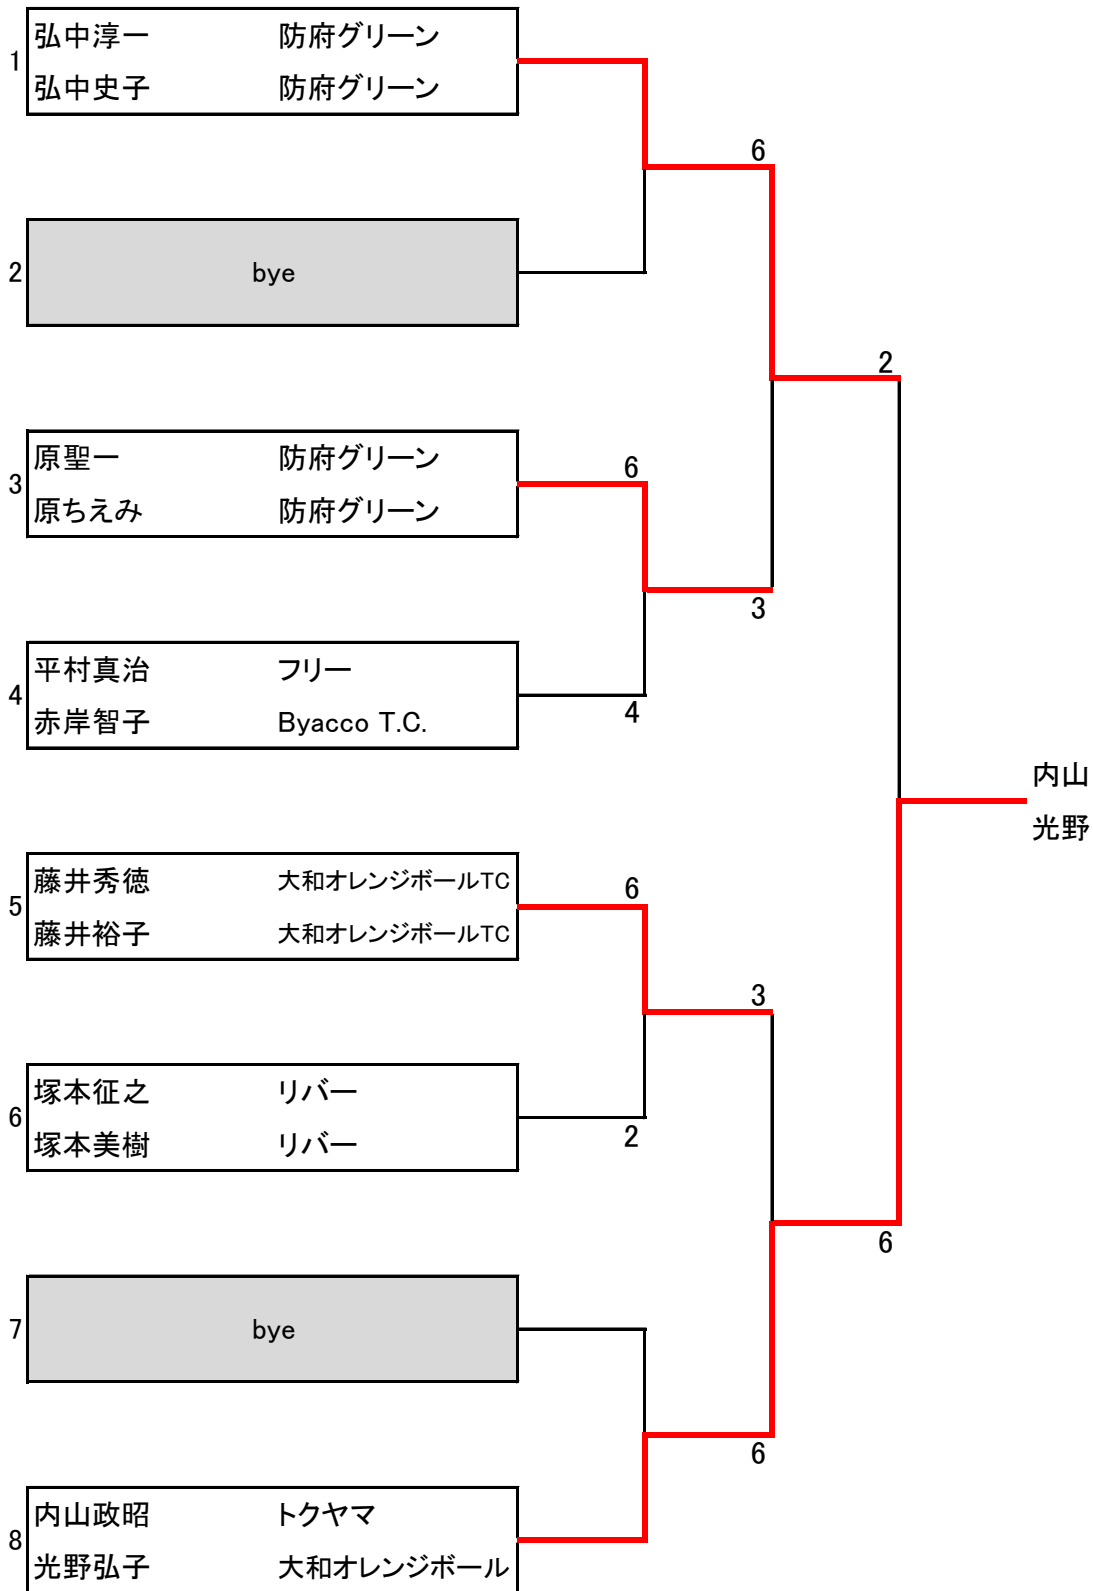 弘中淳一 防府グリーン
1
弘中史子 防府グリーン
6
2 bye
2
原聖一 防府グリーン
6
3
原ちえみ 防府グリーン
3
平村真治 フリー
4
赤岸智子 Byacco T.C.
4
内山
光野
藤井秀徳 大和オレンジボールTC
6
5
藤井裕子 大和オレンジボールTC
3
塚本征之 リバー
6
塚本美樹 リバー
2
6
7 bye
6
内山政昭 トクヤマ
8
光野弘子 大和オレンジボール